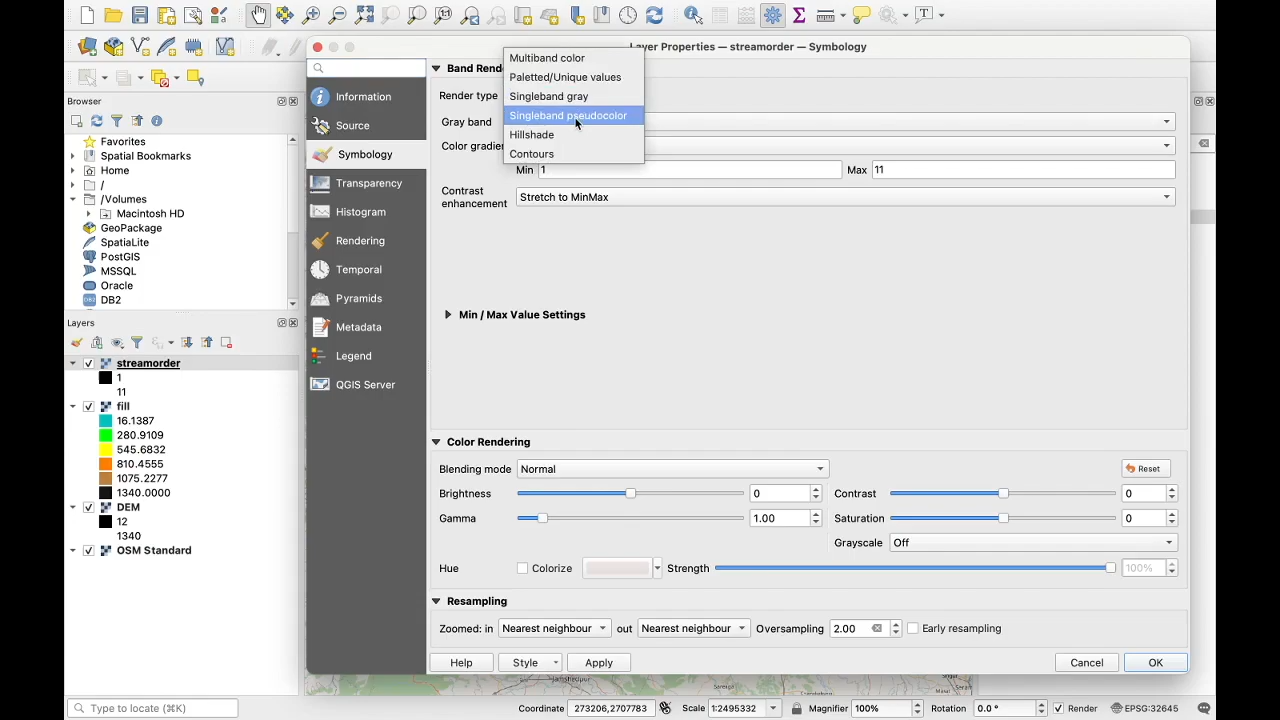 Layer Properties — streamorder — Symbology
Browser
Favorites
Spatial Bookmarks
Home
/
/Volumes
Macintosh HD
GeoPackage
SpatiaLite
PostGIS
MSSQL
Oracle
DB2
Layers
streamorder
1
11
fill
16.1387
280.9109
545.6832
810.4555
1075.2277
1340.0000
DEM
12
1340
OSM Standard
Information
Source
Symbology
Transparency
Histogram
Rendering
Temporal
Pyramids
Metadata
Legend
QGIS Server
Band Rend
Render type
Multiband color
Paletted/Unique values
Singleband gray
Singleband pseudocolor
Hillshade
Contours
Gray band
Color gradien
Min 1 Max 11
Contrast
enhancement Stretch to MinMax
Min / Max Value Settings
Color Rendering
Blending mode Normal Reset
Brightness 0 Contrast 0
Gamma 1.00 Saturation 0
Grayscale Off
Hue Colorize Strength 100%
Resampling
Zoomed: in Nearest neighbour out Nearest neighbour Oversampling 2.00 Early resampling
Help Style Apply Cancel OK
Type to locate (⌘K) Coordinate 273206,2707783 Scale 1:2495332 Magnifier 100% Rotation 0.0 ° Render EPSG:32645